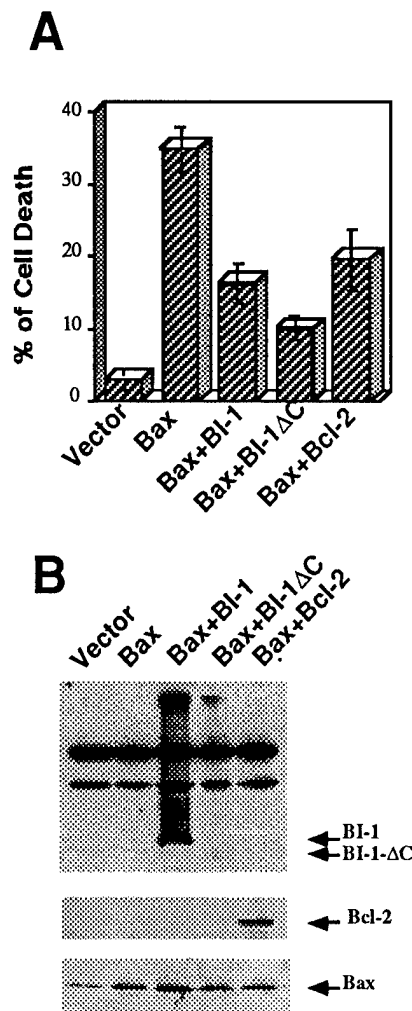 A
% of Cell Death
40
30
20
10
0
Vector
Bax
Bax+BI-1
Bax+BI-1ΔC
Bax+Bcl-2
B
Vector
Bax
Bax+BI-1
Bax+BI-1ΔC
Bax+Bcl-2
BI-1
BI-1-ΔC
Bcl-2
Bax